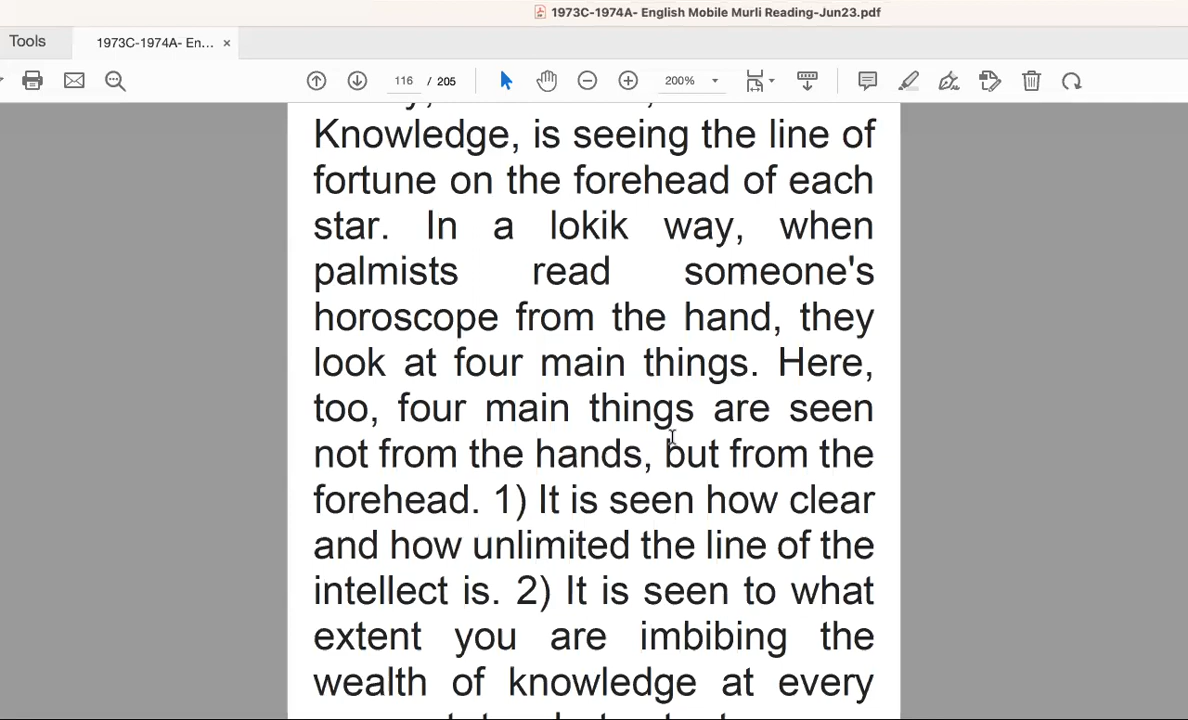 1973C-1974A- English Mobile Murli Reading-Jun23.pdf
Tools
1973C-1974A- En... ×
116 / 205
200%
Knowledge, is seeing the line of
fortune on the forehead of each
star. In a lokik way, when
palmists read someone's
horoscope from the hand, they
look at four main things. Here,
too, four main things are seen
not from the hands, but from the
forehead. 1) It is seen how clear
and how unlimited the line of the
intellect is. 2) It is seen to what
extent you are imbibing the
wealth of knowledge at every